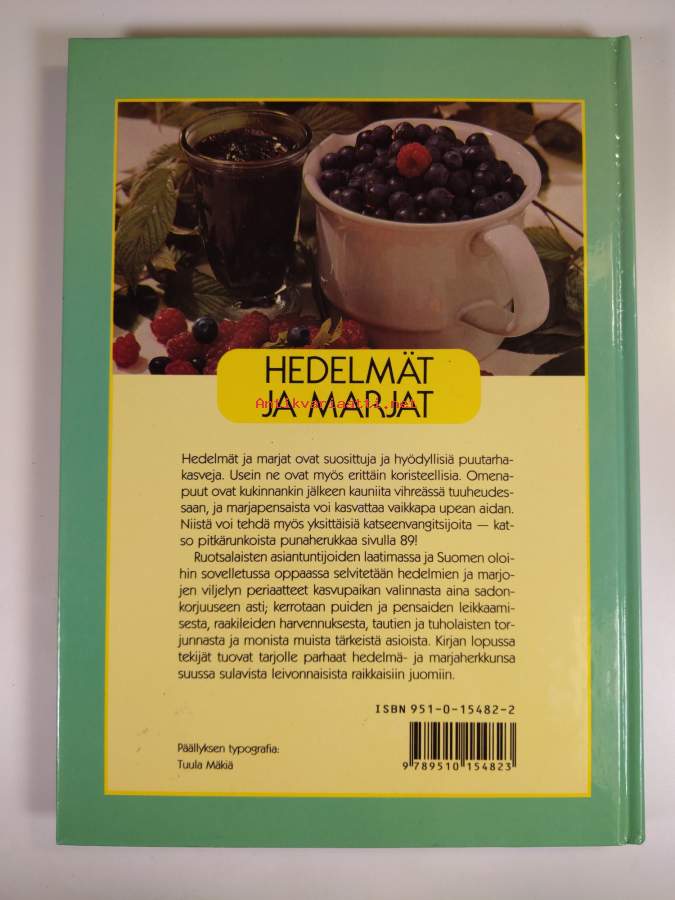 HEDELMÄT
JA MARJAT
Antikvariaatti.net
Hedelmät ja marjat ovat suosittuja ja hyödyllisiä puutarha-
kasveja. Usein ne ovat myös erittäin koristeellisia. Omena-
puut ovat kukinnankin jälkeen kauniita vihreässä tuuheudes-
saan, ja marjapensaista voi kasvattaa vaikkapa upean aidan.
Niistä voi tehdä myös yksittäisiä katseenvangitsijoita — kat-
so pitkärunkoista punaherukkaa sivulla 89!
Ruotsalaisten asiantuntijoiden laatimassa ja Suomen oloi-
hin sovelletussa oppaassa selvitetään hedelmien ja marjo-
jen viljelyn periaatteet kasvupaikan valinnasta aina sadon-
korjuuseen asti; kerrotaan puiden ja pensaiden leikkaami-
sesta, raakileiden harvennuksesta, tautien ja tuholaisten tor-
junnasta ja monista muista tärkeistä asioista. Kirjan lopussa
tekijät tuovat tarjolle parhaat hedelmä- ja marjaherkkunsa
suussa sulavista leivonnaisista raikkaisiin juomiin.
ISBN 951-0-15482-2
Päällyksen typografia:
Tuula Mäkiä
9 789510 154823